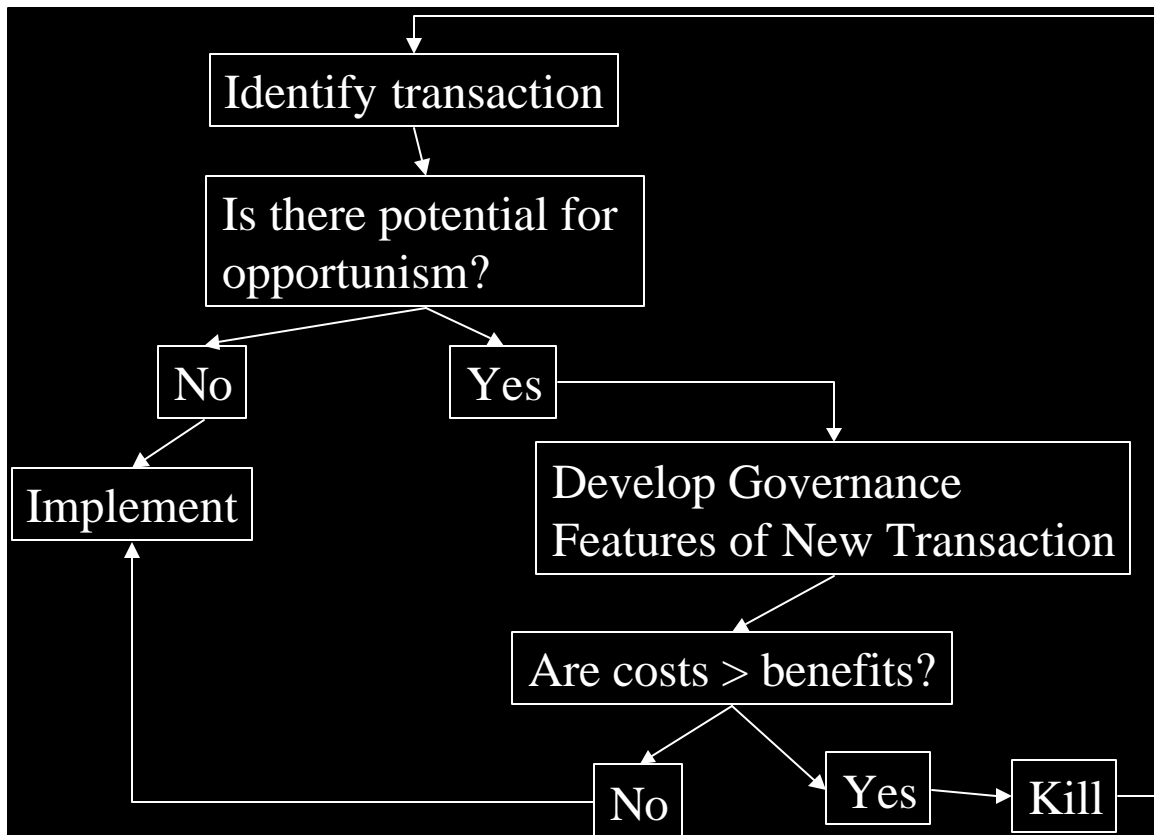 Identify transaction
Is there potential for
opportunism?
No
Yes
Implement
Develop Governance
Features of New Transaction
Are costs > benefits?
No
Yes
Kill